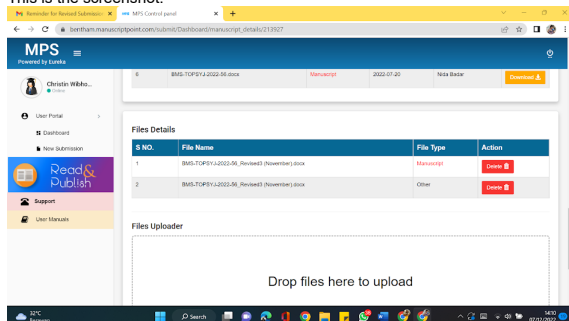 This is the screenshot:
Reminder for Revised Submission
MPS Control panel
bentham.manuscriptpoint.com/submit/Dashboard/manuscript_details/213927
MPS
Powered by Eureka
Christin Wibho...
Online
User Portal
Dashboard
New Submission
Read &
Publish
Support
User Manuals
6 BMS-TOPSYJ-2022-56.docx Manuscript 2022-07-20 Nida Badar Download
Files Details
S NO. File Name File Type Action
1 BMS-TOPSYJ-2022-56_Revised3 (November).docx Manuscript Delete
2 BMS-TOPSYJ-2022-56_Revised3 (November).docx Other Delete
Files Uploader
Drop files here to upload
32°C
Berawan
Search
14:10
07/12/2022